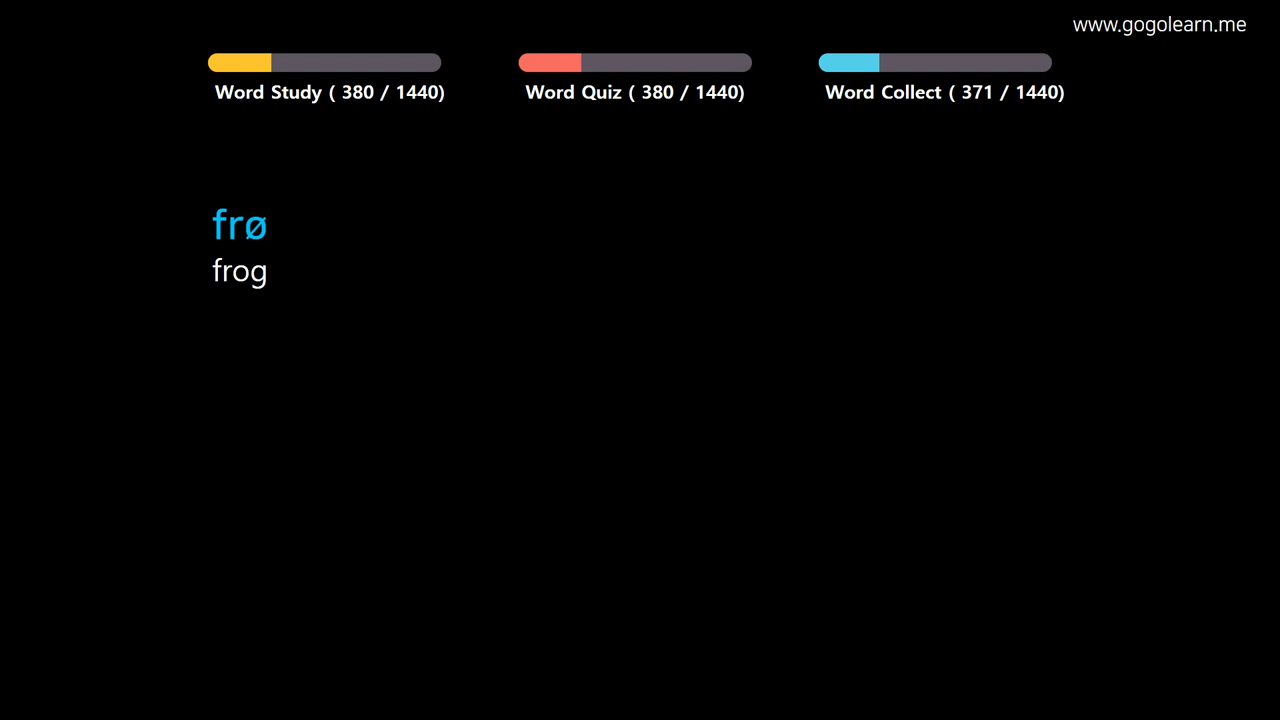 www.gogolearn.me
Word Study ( 380 / 1440)
Word Quiz ( 380 / 1440)
Word Collect ( 371 / 1440)
frø
frog